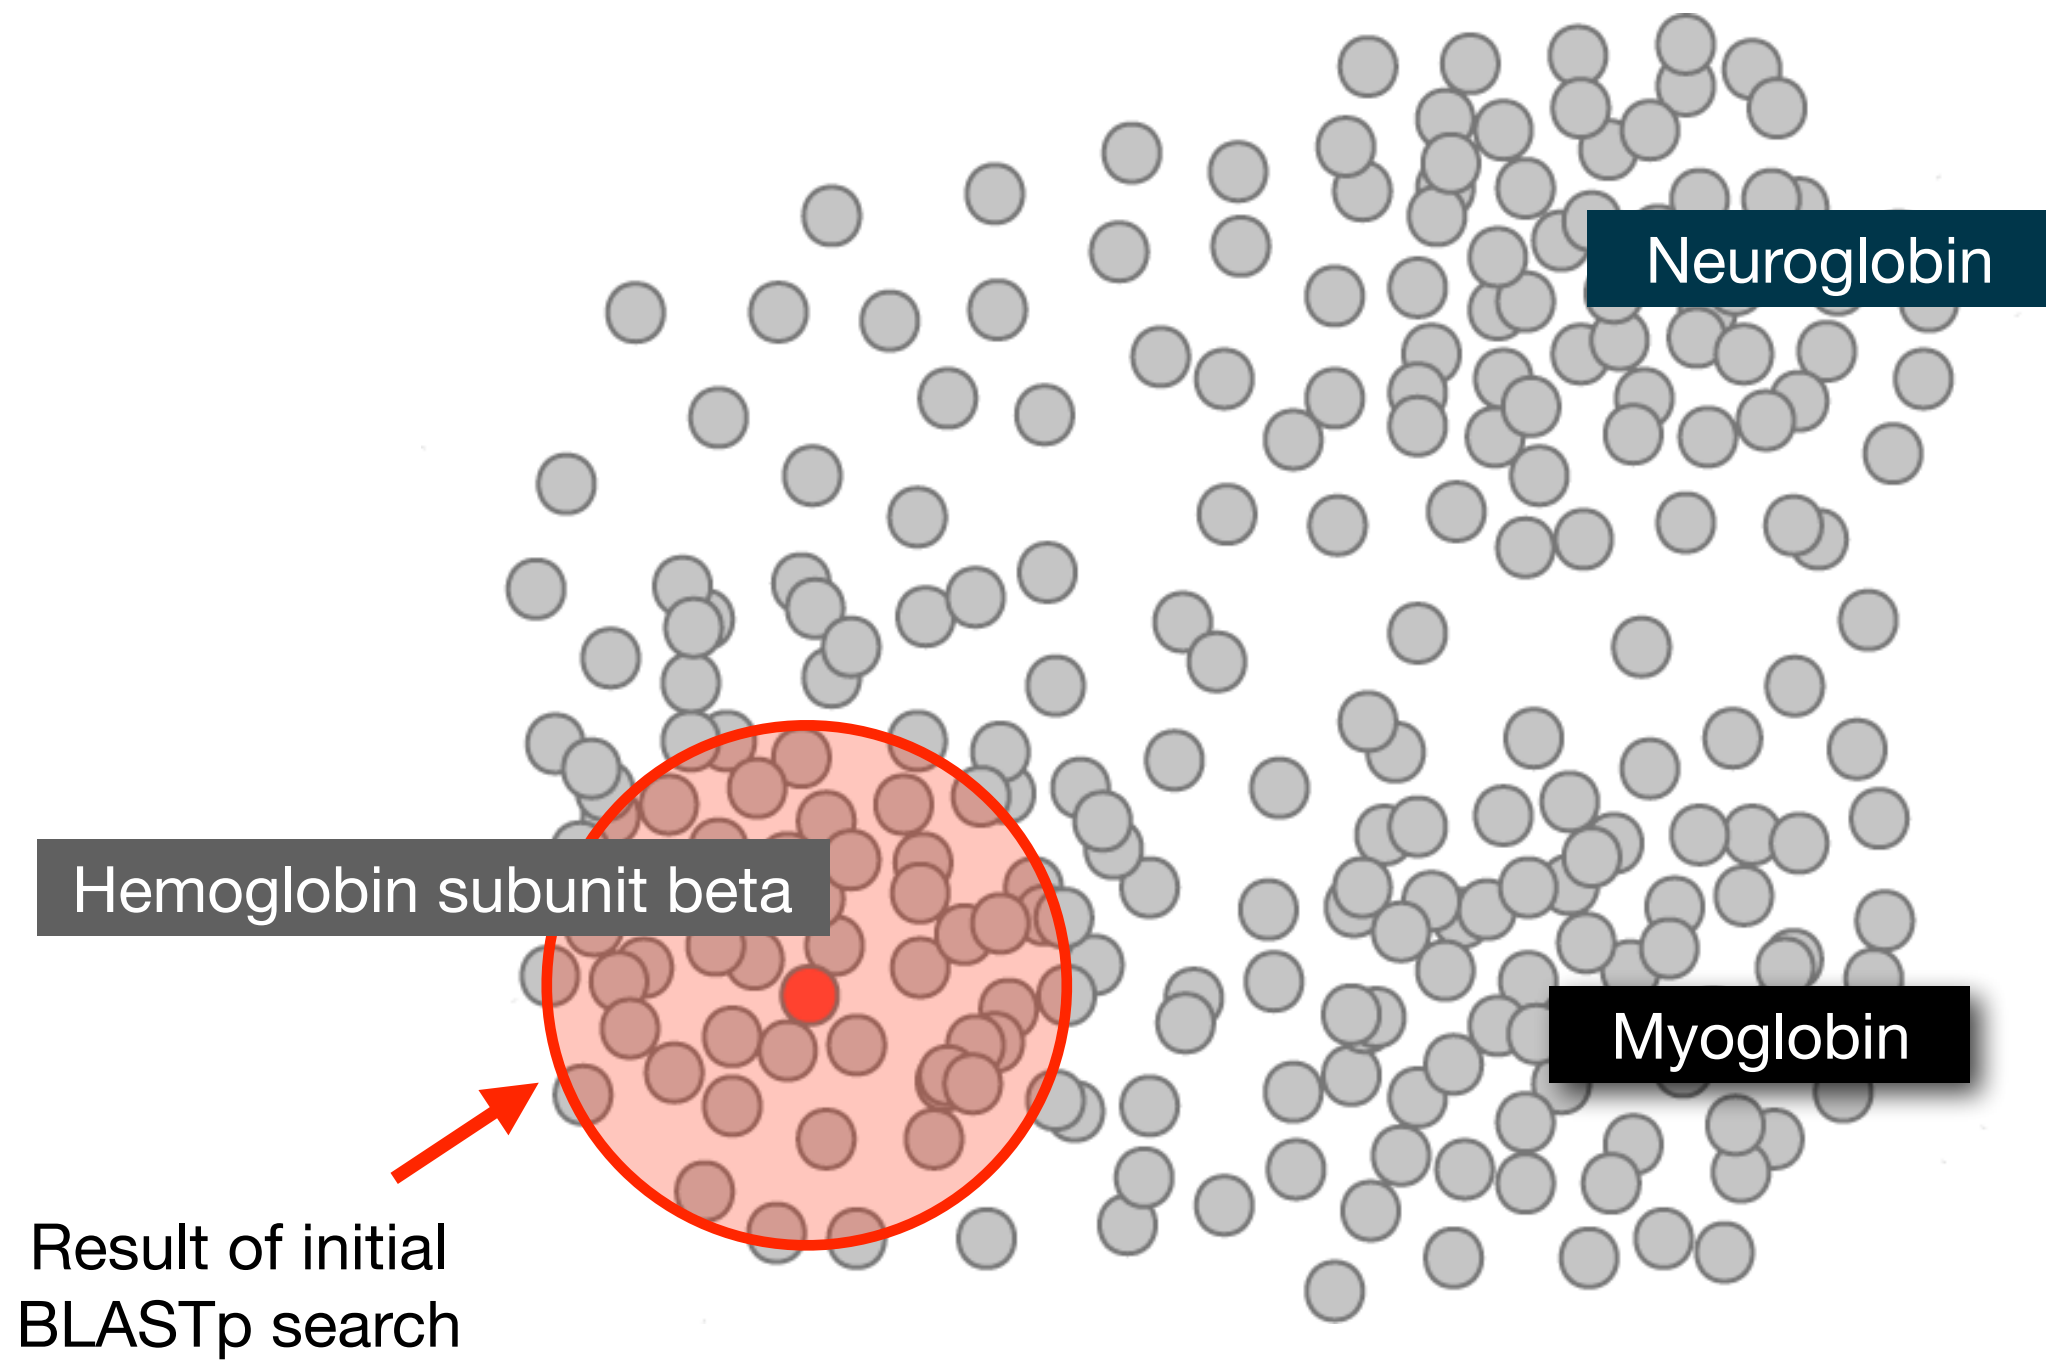 Neuroglobin
Hemoglobin subunit beta
Myoglobin
Result of initial
BLASTp search